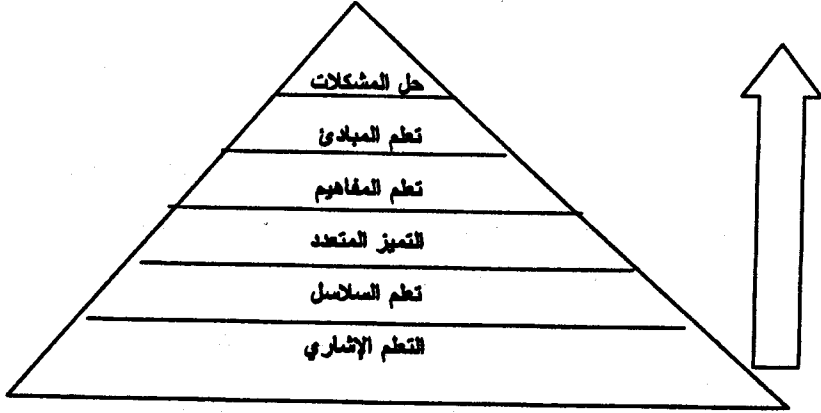 حل المشكلات
تعلم المبادئ
تعلم المفاهيم
التميز المتعدد
تعلم السلاسل
التعلم الإشاري